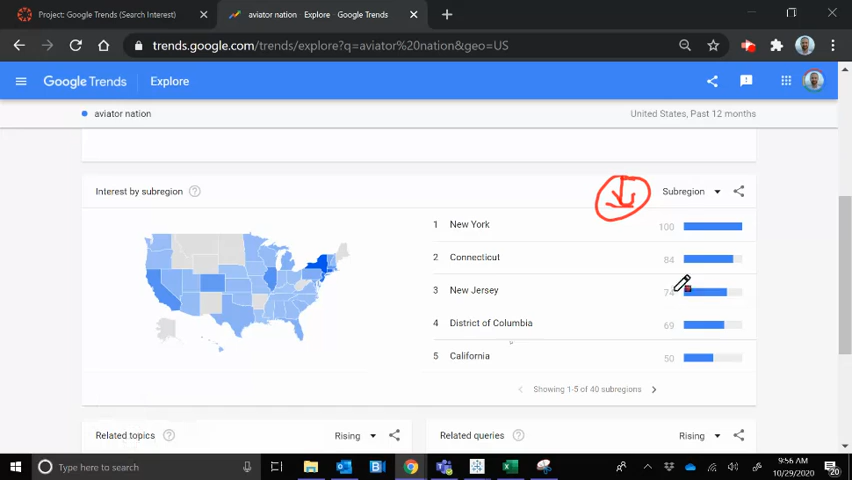 Project: Google Trends (Search Interest)
aviator nation - Explore - Google Trends
trends.google.com/trends/explore?q=aviator%20nation&geo=US
Google Trends Explore
aviator nation
United States, Past 12 months
Interest by subregion
Subregion
1 New York 100
2 Connecticut 84
3 New Jersey 74
4 District of Columbia 69
5 California 50
Showing 1-5 of 40 subregions
Related topics Rising
Related queries Rising
Type here to search
9:56 AM
10/29/2020
20